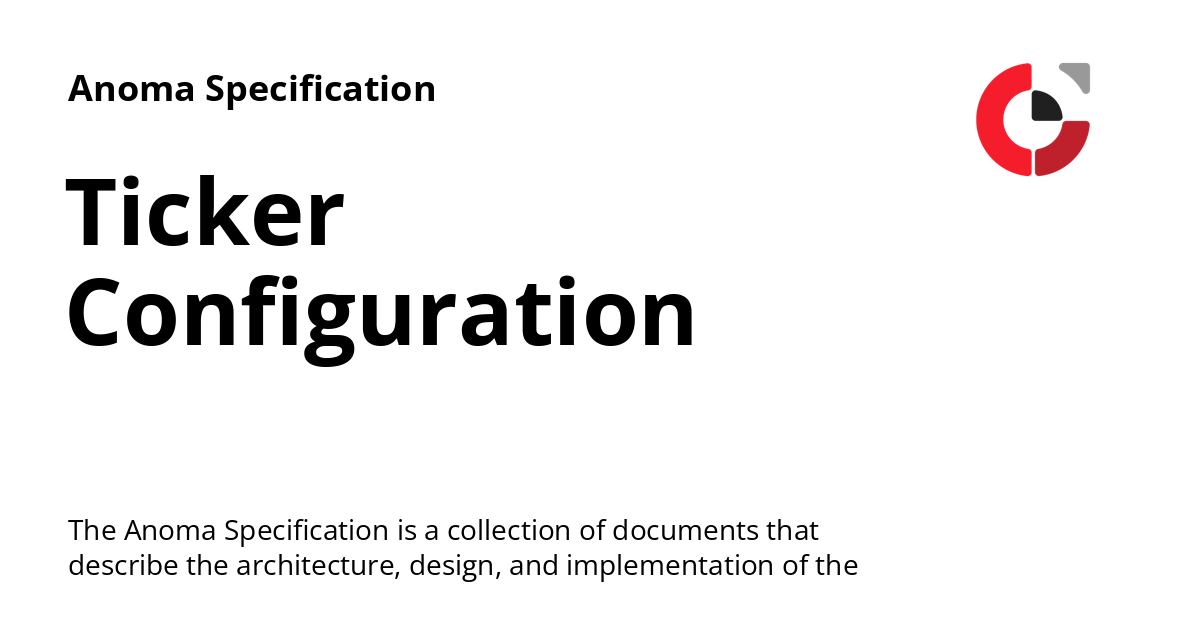 Anoma Specification
Ticker
Configuration
The Anoma Specification is a collection of documents that
describe the architecture, design, and implementation of the